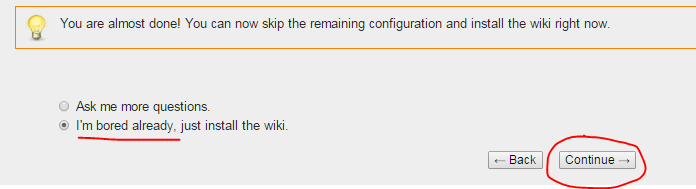 You are almost done! You can now skip the remaining configuration and install the wiki right now.
Ask me more questions.
I'm bored already, just install the wiki.
← Back Continue →